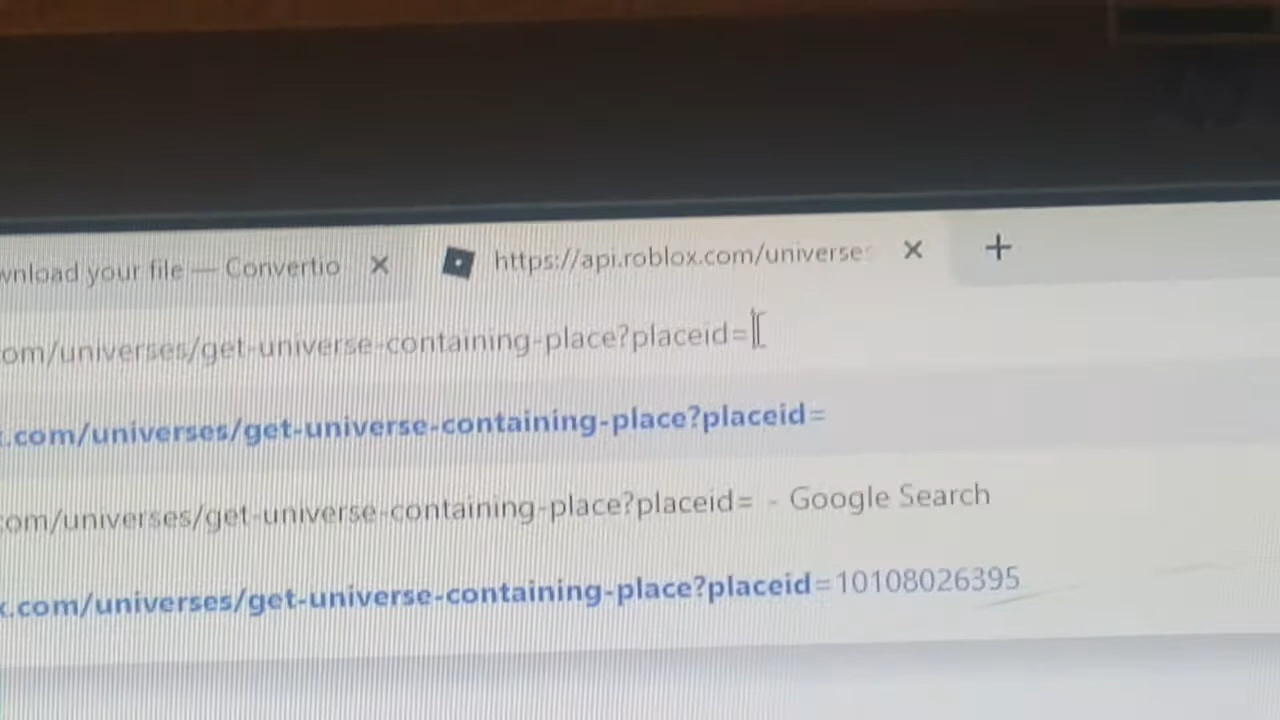 wnload your file — Convertio × https://api.roblox.com/universes × +
om/universes/get-universe-containing-place?placeid=
.com/universes/get-universe-containing-place?placeid=
com/universes/get-universe-containing-place?placeid= - Google Search
x.com/universes/get-universe-containing-place?placeid=10108026395